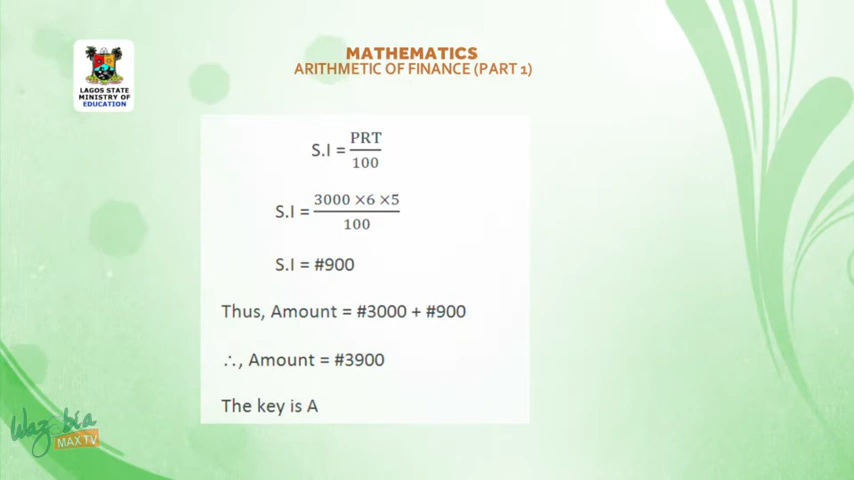 MATHEMATICS
ARITHMETIC OF FINANCE (PART 1)
LAGOS STATE
MINISTRY OF
EDUCATION
S.I = PRT/100
S.I = 3000 ×6 ×5/100
S.I = #900
Thus, Amount = #3000 + #900
∴, Amount = #3900
The key is A
Wazobia
MAX TV